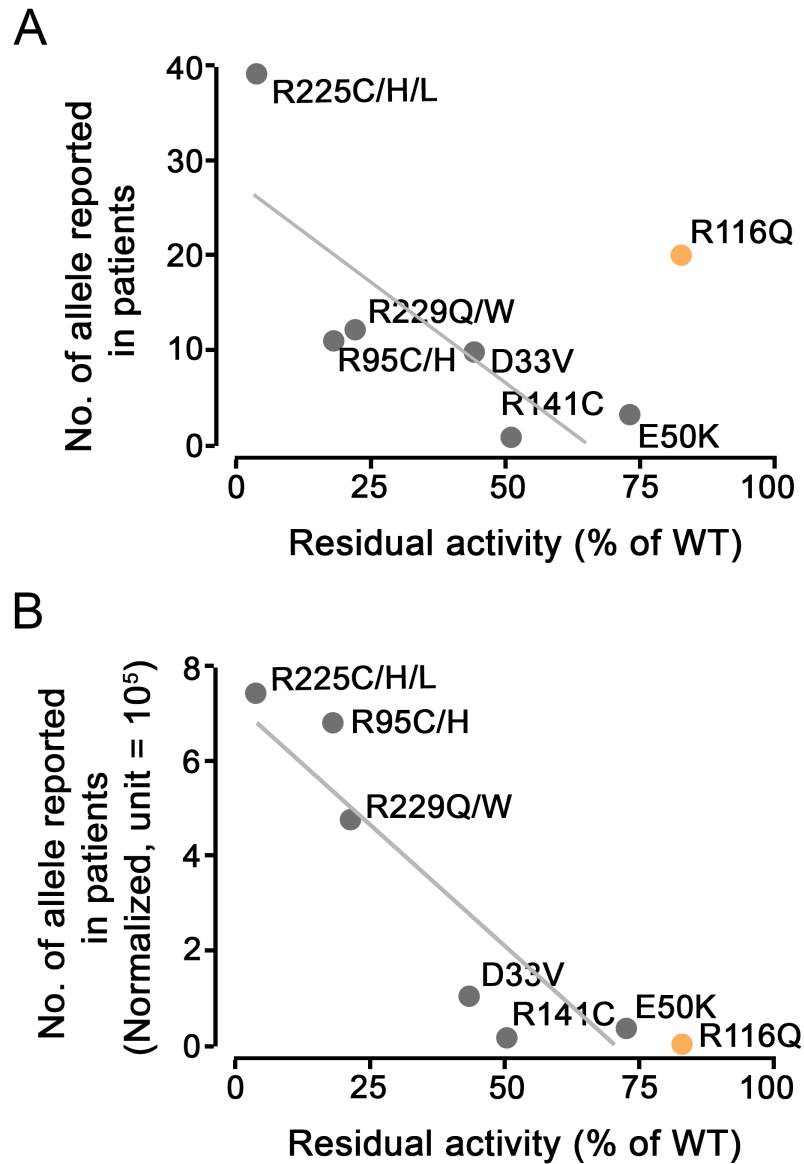 A
No. of allele reported
in patients
40
30
20
10
0
R225C/H/L
R116Q
R229Q/W
R95C/H
D33V
R141C
E50K
0 25 50 75 100
Residual activity (% of WT)
B
No. of allele reported
in patients
(Normalized, unit = 10⁵)
8
6
4
2
0
R225C/H/L
R95C/H
R229Q/W
D33V
R141C
E50K
R116Q
0 25 50 75 100
Residual activity (% of WT)